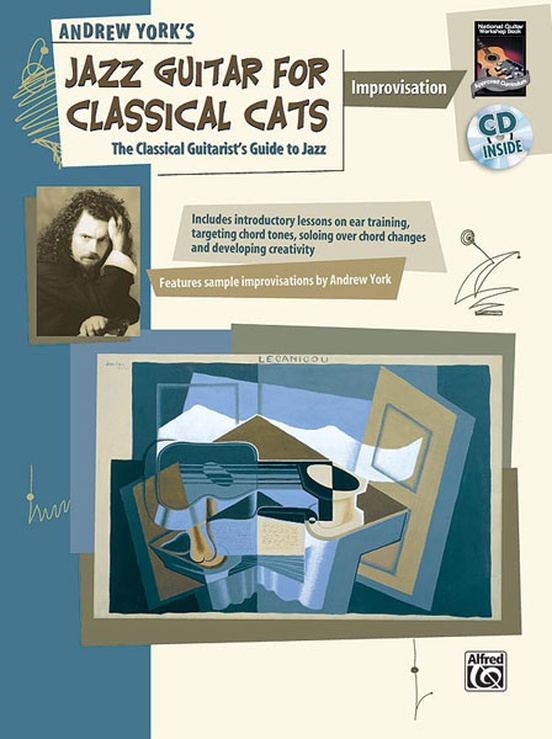 ANDREW YORK'S
JAZZ GUITAR FOR
CLASSICAL CATS
The Classical Guitarist's Guide to Jazz
Improvisation
National Guitar
Workshop Book
Approved Curriculum
CD
INSIDE
Includes introductory lessons on ear training,
targeting chord tones, soloing over chord changes
and developing creativity
Features sample improvisations by Andrew York
LE CANIGOU
Alfred